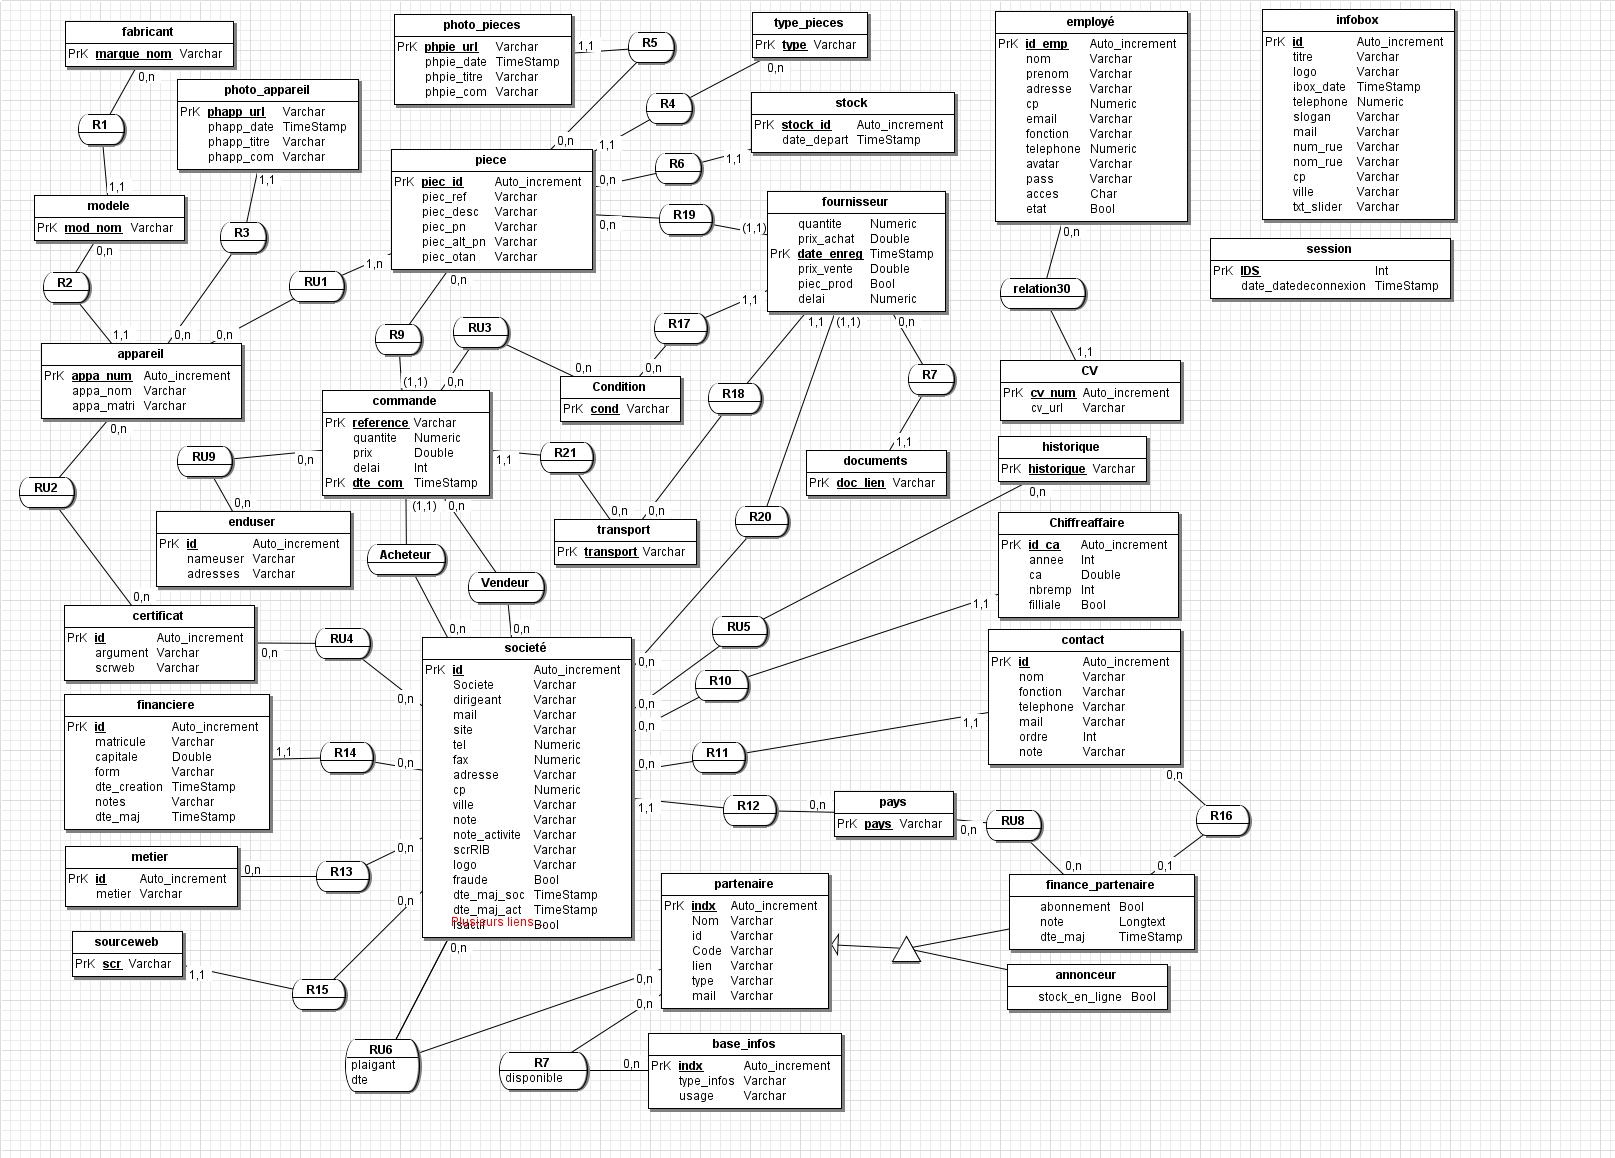 fabricant
PrK marque_nom Varchar
0,n
R1
1,1
modele
PrK mod_nom Varchar
0,n
R2
1,1
photo_appareil
PrK phapp_url Varchar
phapp_date TimeStamp
phapp_titre Varchar
phapp_com Varchar
1,1
R3
0,n
appareil
PrK appa_num Auto_increment
appa_nom Varchar
appa_matri Varchar
0,n
RU2
0,n
0,n
RU1
1,n
photo_pieces
PrK phpie_url Varchar
phpie_date TimeStamp
phpie_titre Varchar
phpie_com Varchar
1,1
R5
0,n
type_pieces
PrK type Varchar
0,n
R4
1,1
stock
PrK stock_id Auto_increment
date_depart TimeStamp
1,1
R6
0,n
piece
PrK piec_id Auto_increment
piec_ref Varchar
piec_desc Varchar
piec_pn Varchar
piec_alt_pn Varchar
piec_otan Varchar
0,n
R19
(1,1)
0,n
R9
(1,1)
fournisseur
quantite Numeric
prix_achat Double
PrK date_enreg TimeStamp
prix_vente Double
piec_prod Bool
delai Numeric
1,1
R17
0,n
1,1
R18
0,n
(1,1)
R20
0,n
0,n
R7
1,1
documents
PrK doc_lien Varchar
RU3
0,n
0,n
Condition
PrK cond Varchar
commande
PrK reference Varchar
quantite Numeric
prix Double
delai Int
PrK dte_com TimeStamp
0,n
RU9
0,n
enduser
PrK id Auto_increment
nameuser Varchar
adresses Varchar
1,1
R21
0,n
transport
PrK transport Varchar
(1,1)
Acheteur
0,n
0,n
Vendeur
0,n
employé
PrK id_emp Auto_increment
nom Varchar
prenom Varchar
adresse Varchar
cp Numeric
email Varchar
fonction Varchar
telephone Numeric
avatar Varchar
pass Varchar
acces Char
etat Bool
0,n
relation30
1,1
CV
PrK cv_num Auto_increment
cv_url Varchar
infobox
PrK id Auto_increment
titre Varchar
logo Varchar
ibox_date TimeStamp
telephone Numeric
slogan Varchar
mail Varchar
num_rue Varchar
nom_rue Varchar
cp Varchar
ville Varchar
txt_slider Varchar
session
PrK IDS Int
date_datedeconnexion TimeStamp
historique
PrK historique Varchar
0,n
RU5
0,n
Chiffreaffaire
PrK id_ca Auto_increment
annee Int
ca Double
nbremp Int
filliale Bool
1,1
R10
0,n
contact
PrK id Auto_increment
nom Varchar
fonction Varchar
telephone Varchar
mail Varchar
ordre Int
note Varchar
1,1
R11
0,n
0,n
R16
0,1
certificat
PrK id Auto_increment
argument Varchar
scrweb Varchar
0,n
RU4
0,n
financiere
PrK id Auto_increment
matricule Varchar
capitale Double
form Varchar
dte_creation TimeStamp
notes Varchar
dte_maj TimeStamp
1,1
R14
0,n
metier
PrK id Auto_increment
metier Varchar
0,n
R13
0,n
sourceweb
PrK scr Varchar
1,1
R15
0,n
societé
PrK id Auto_increment
Societe Varchar
dirigeant Varchar
mail Varchar
site Varchar
tel Numeric
fax Numeric
adresse Varchar
cp Numeric
ville Varchar
note Varchar
note_activite Varchar
scrRIB Varchar
logo Varchar
fraude Bool
dte_maj_soc TimeStamp
dte_maj_act TimeStamp
Plusieurs liens
isactif Bool
1,1
R12
0,n
pays
PrK pays Varchar
0,n
RU8
0,n
finance_partenaire
abonnement Bool
note Longtext
dte_maj TimeStamp
annonceur
stock_en_ligne Bool
partenaire
PrK indx Auto_increment
Nom Varchar
id Varchar
Code Varchar
lien Varchar
type Varchar
mail Varchar
0,n
0,n
RU6
plaigant
dte
0,n
R7
disponible
0,n
base_infos
PrK indx Auto_increment
type_infos Varchar
usage Varchar